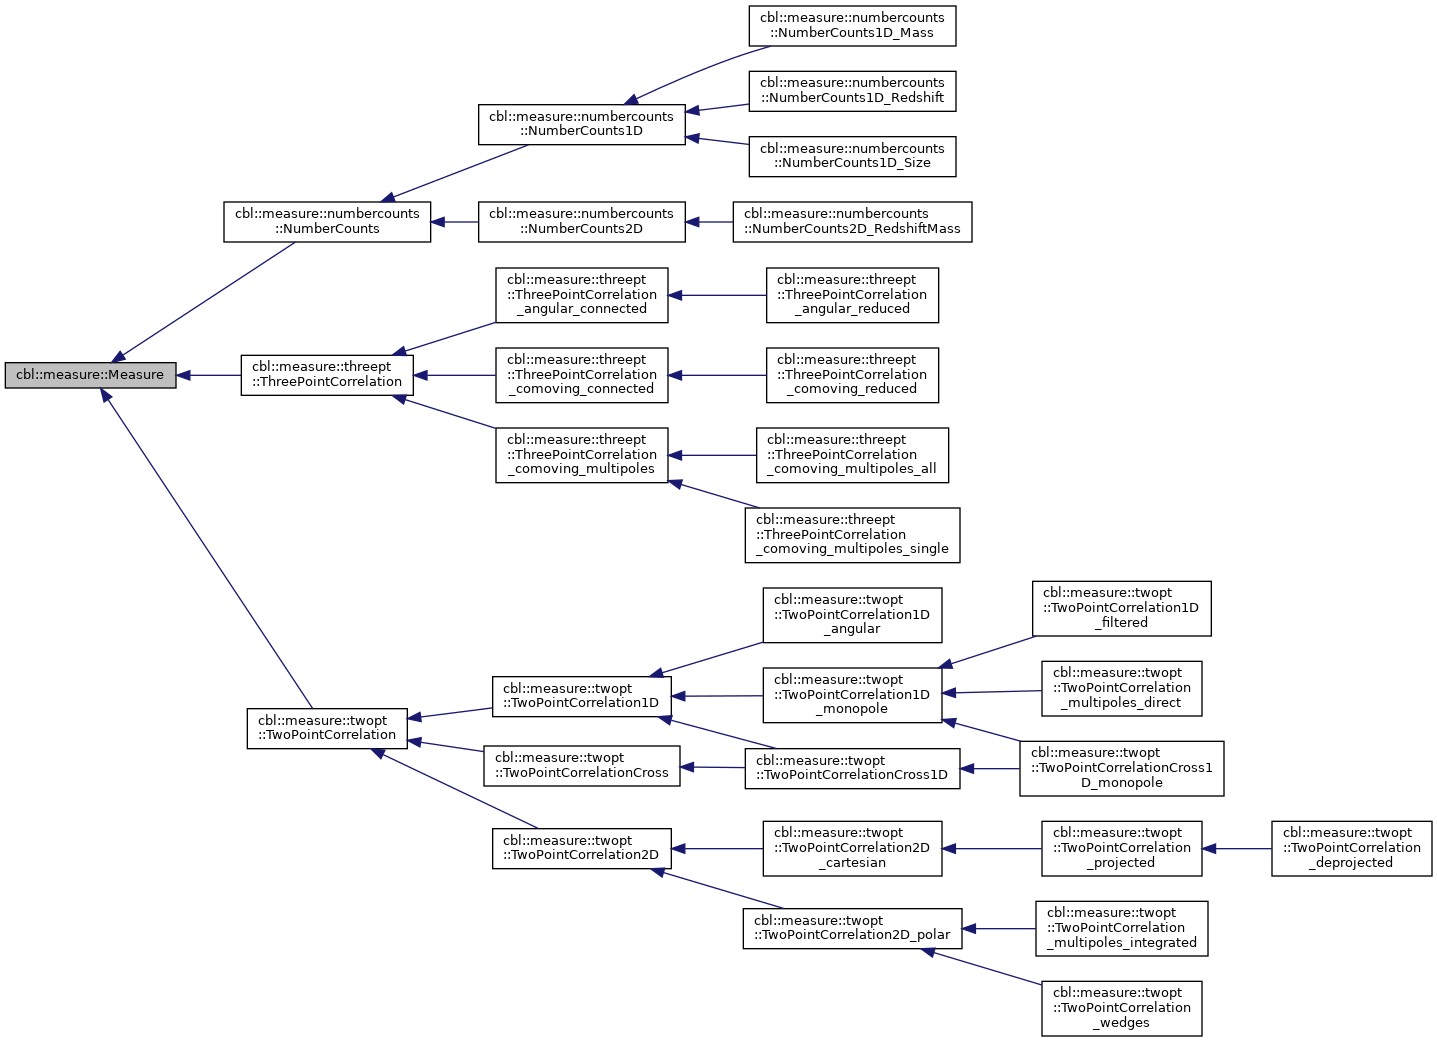 cbl::measure::Measure
cbl::measure::numbercounts
::NumberCounts
cbl::measure::numbercounts
::NumberCounts1D
cbl::measure::numbercounts
::NumberCounts1D_Mass
cbl::measure::numbercounts
::NumberCounts1D_Redshift
cbl::measure::numbercounts
::NumberCounts1D_Size
cbl::measure::numbercounts
::NumberCounts2D
cbl::measure::numbercounts
::NumberCounts2D_RedshiftMass
cbl::measure::threept
::ThreePointCorrelation
cbl::measure::threept
::ThreePointCorrelation
_angular_connected
cbl::measure::threept
::ThreePointCorrelation
_angular_reduced
cbl::measure::threept
::ThreePointCorrelation
_comoving_connected
cbl::measure::threept
::ThreePointCorrelation
_comoving_reduced
cbl::measure::threept
::ThreePointCorrelation
_comoving_multipoles
cbl::measure::threept
::ThreePointCorrelation
_comoving_multipoles_all
cbl::measure::threept
::ThreePointCorrelation
_comoving_multipoles_single
cbl::measure::twopt
::TwoPointCorrelation
cbl::measure::twopt
::TwoPointCorrelation1D
cbl::measure::twopt
::TwoPointCorrelation1D
_angular
cbl::measure::twopt
::TwoPointCorrelation1D
_monopole
cbl::measure::twopt
::TwoPointCorrelation1D
_filtered
cbl::measure::twopt
::TwoPointCorrelation
_multipoles_direct
cbl::measure::twopt
::TwoPointCorrelationCross1
D_monopole
cbl::measure::twopt
::TwoPointCorrelationCross
cbl::measure::twopt
::TwoPointCorrelationCross1D
cbl::measure::twopt
::TwoPointCorrelation2D
cbl::measure::twopt
::TwoPointCorrelation2D
_cartesian
cbl::measure::twopt
::TwoPointCorrelation
_projected
cbl::measure::twopt
::TwoPointCorrelation
_deprojected
cbl::measure::twopt
::TwoPointCorrelation2D_polar
cbl::measure::twopt
::TwoPointCorrelation
_multipoles_integrated
cbl::measure::twopt
::TwoPointCorrelation
_wedges